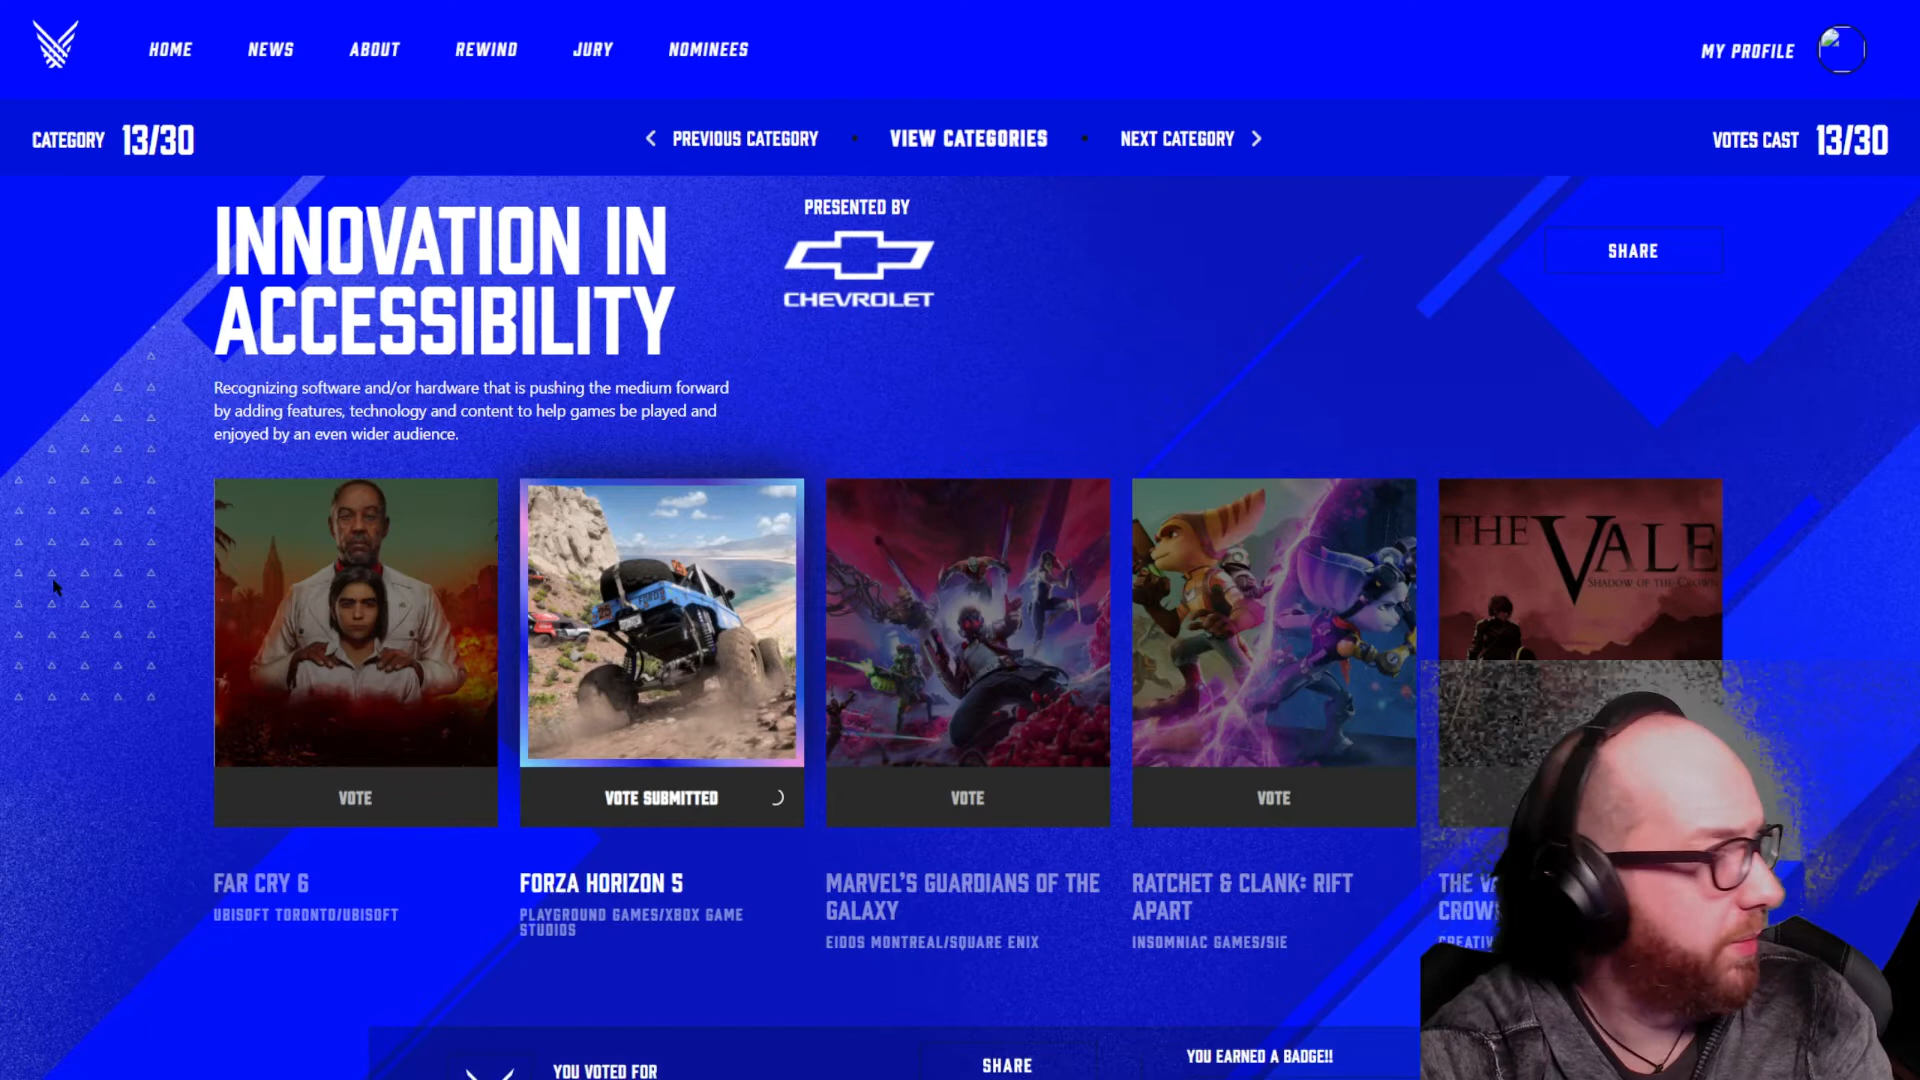 HOME NEWS ABOUT REWIND JURY NOMINEES MY PROFILE
CATEGORY 13/30 PREVIOUS CATEGORY VIEW CATEGORIES NEXT CATEGORY VOTES CAST 13/30
INNOVATION IN
ACCESSIBILITY
PRESENTED BY
CHEVROLET
SHARE
Recognizing software and/or hardware that is pushing the medium forward
by adding features, technology and content to help games be played and
enjoyed by an even wider audience.
THE VALE
SHADOW OF THE CROWN
VOTE VOTE SUBMITTED VOTE VOTE
FAR CRY 6
UBISOFT TORONTO/UBISOFT
FORZA HORIZON 5
PLAYGROUND GAMES/XBOX GAME
STUDIOS
MARVEL'S GUARDIANS OF THE
GALAXY
EIDOS MONTREAL/SQUARE ENIX
RATCHET & CLANK: RIFT
APART
INSOMNIAC GAMES/SIE
THE
YOU VOTED FOR
SHARE
YOU EARNED A BADGE!!